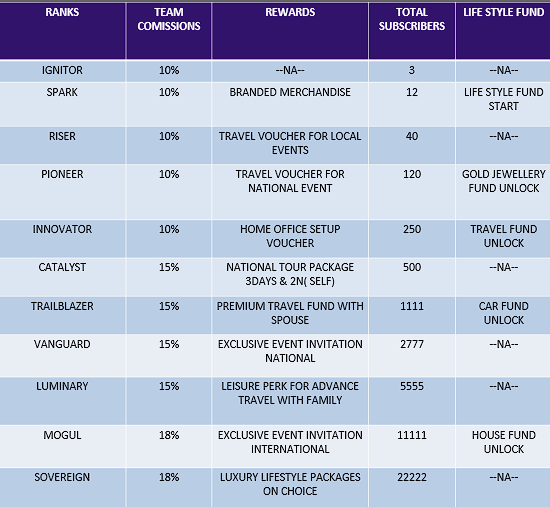 RANKS TEAM COMISSIONS REWARDS TOTAL SUBSCRIBERS LIFE STYLE FUND
IGNITOR 10% --NA-- 3 --NA--
SPARK 10% BRANDED MERCHANDISE 12 LIFE STYLE FUND START
RISER 10% TRAVEL VOUCHER FOR LOCAL EVENTS 40 --NA--
PIONEER 10% TRAVEL VOUCHER FOR NATIONAL EVENT 120 GOLD JEWELLERY FUND UNLOCK
INNOVATOR 10% HOME OFFICE SETUP VOUCHER 250 TRAVEL FUND UNLOCK
CATALYST 15% NATIONAL TOUR PACKAGE 3DAYS & 2N( SELF) 500 --NA--
TRAILBLAZER 15% PREMIUM TRAVEL FUND WITH SPOUSE 1111 CAR FUND UNLOCK
VANGUARD 15% EXCLUSIVE EVENT INVITATION NATIONAL 2777 --NA--
LUMINARY 15% LEISURE PERK FOR ADVANCE TRAVEL WITH FAMILY 5555 --NA--
MOGUL 18% EXCLUSIVE EVENT INVITATION INTERNATIONAL 11111 HOUSE FUND UNLOCK
SOVEREIGN 18% LUXURY LIFESTYLE PACKAGES ON CHOICE 22222 --NA--